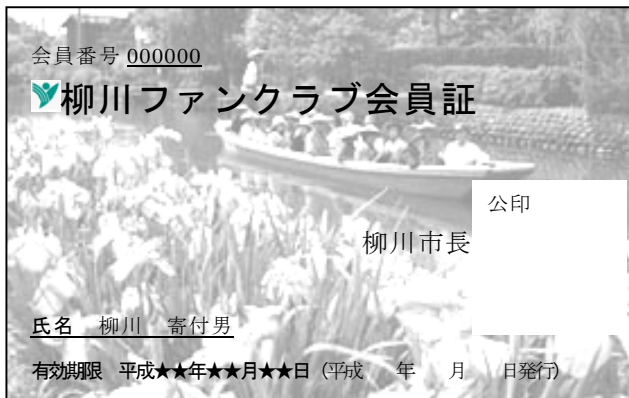 会員番号 000000
柳川ファンクラブ会員証
公印
柳川市長
氏名 柳川 寄付男
有効期限 平成★★年★★月★★日 (平成 年 月 日発行)